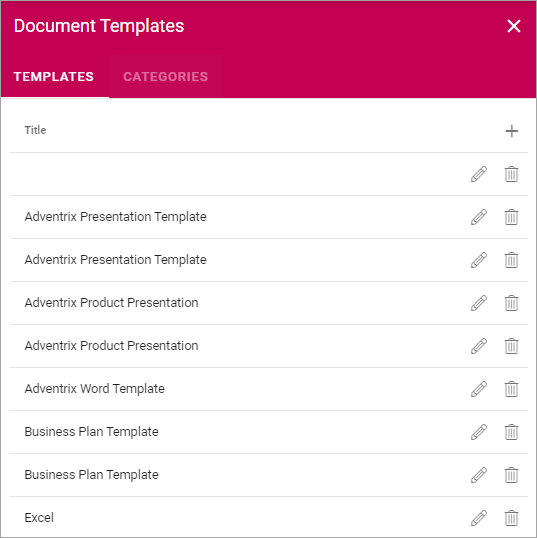 Document Templates
TEMPLATES CATEGORIES
Title
Adventrix Presentation Template
Adventrix Presentation Template
Adventrix Product Presentation
Adventrix Product Presentation
Adventrix Word Template
Business Plan Template
Business Plan Template
Excel